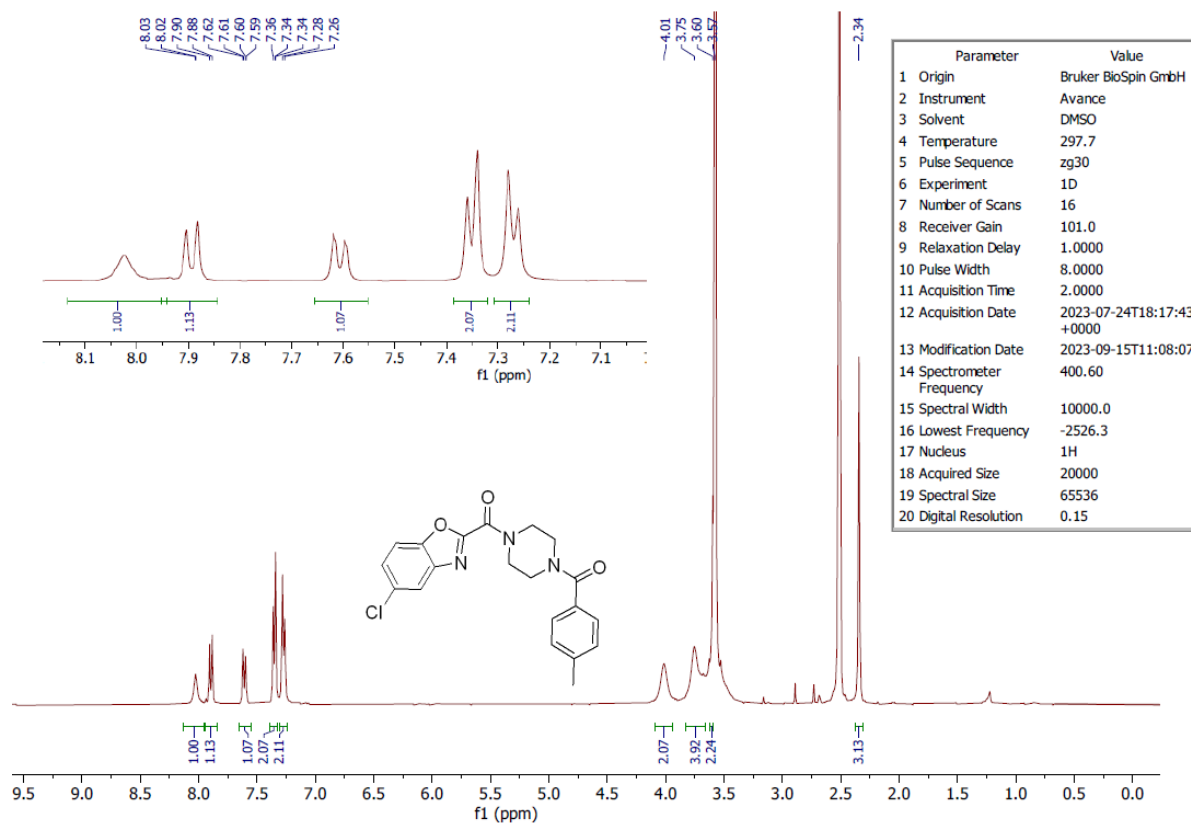 8.03
8.02
7.90
7.88
7.62
7.61
7.60
7.59
7.36
7.34
7.34
7.28
7.26
4.01
3.75
3.60
3.57
2.34
Parameter Value
1 Origin Bruker BioSpin GmbH
2 Instrument Avance
3 Solvent DMSO
4 Temperature 297.7
5 Pulse Sequence zg30
6 Experiment 1D
7 Number of Scans 16
8 Receiver Gain 101.0
9 Relaxation Delay 1.0000
10 Pulse Width 8.0000
11 Acquisition Time 2.0000
12 Acquisition Date 2023-07-24T18:17:43
+0000
13 Modification Date 2023-09-15T11:08:07
14 Spectrometer 400.60
Frequency
15 Spectral Width 10000.0
16 Lowest Frequency -2526.3
17 Nucleus 1H
18 Acquired Size 20000
19 Spectral Size 65536
20 Digital Resolution 0.15
1.00
1.13
1.07
2.07
2.11
8.1 8.0 7.9 7.8 7.7 7.6 7.5 7.4 7.3 7.2 7.1
f1 (ppm)
O
O
N
N
N
O
Cl
1.00
1.13
1.07
2.07
2.11
2.07
3.92
2.24
3.13
9.5 9.0 8.5 8.0 7.5 7.0 6.5 6.0 5.5 5.0 4.5 4.0 3.5 3.0 2.5 2.0 1.5 1.0 0.5 0.0
f1 (ppm)